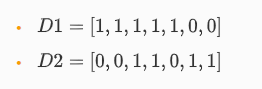 • D1 = [1, 1, 1, 1, 1, 0, 0]
• D2 = [0, 0, 1, 1, 0, 1, 1]